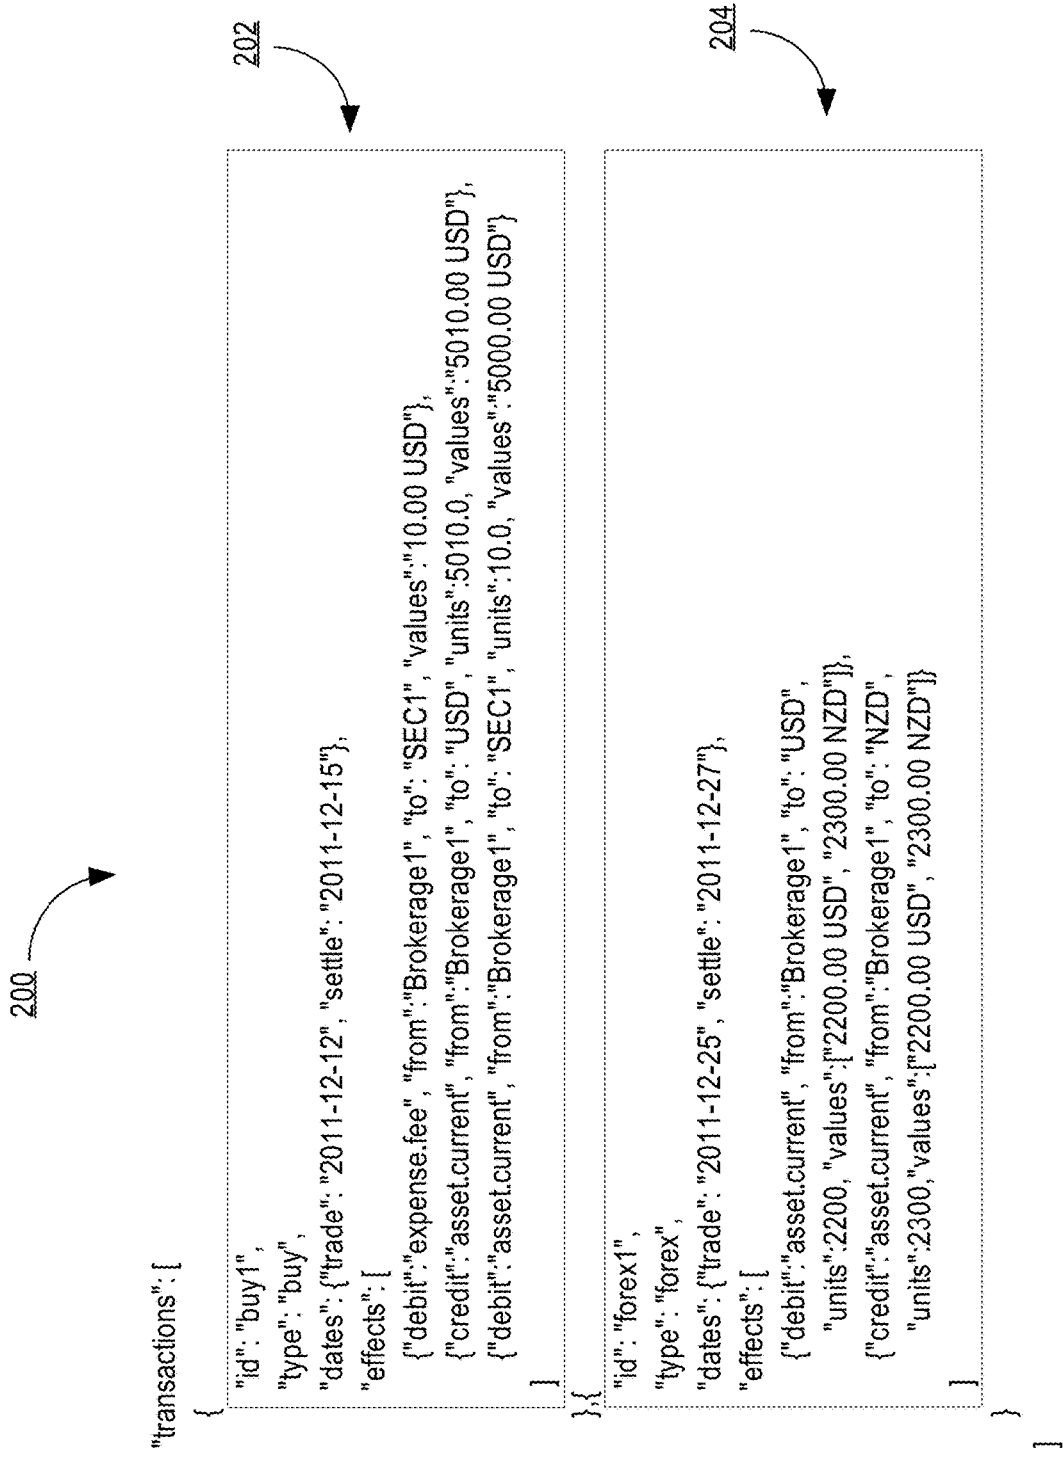 200
"transactions": [
{
202
"id": "buy1",
"type": "buy",
"dates": {"trade": "2011-12-12", "settle": "2011-12-15"},
"effects": [
{"debit":"expense.fee", "from":"Brokerage1", "to": "SEC1", "values":"10.00 USD"},
{"credit":"asset.current", "from":"Brokerage1", "to": "USD", "units":5010.0, "values":"5010.00 USD"},
{"debit":"asset.current", "from":"Brokerage1", "to": "SEC1", "units":10.0, "values":"5000.00 USD"}
]
},{
204
"id": "forex1",
"type": "forex",
"dates": {"trade": "2011-12-25", "settle": "2011-12-27"},
"effects": [
{"debit":"asset.current", "from":"Brokerage1", "to": "USD",
"units":2200, "values":["2200.00 USD", "2300.00 NZD"]},
{"credit":"asset.current", "from":"Brokerage1", "to": "NZD",
"units":2300,"values":["2200.00 USD", "2300.00 NZD"]}
]
}
]